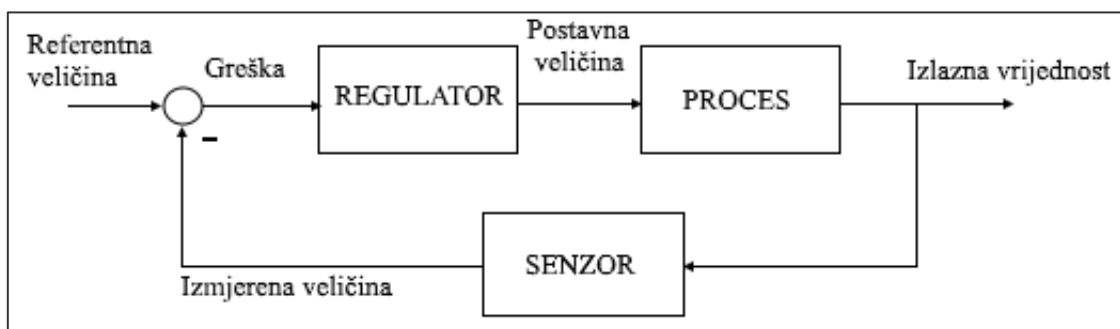 Referentna
veličina
Greška
REGULATOR
Postavna
veličina
PROCES
Izlazna vrijednost
-
SENZOR
Izmjerena veličina